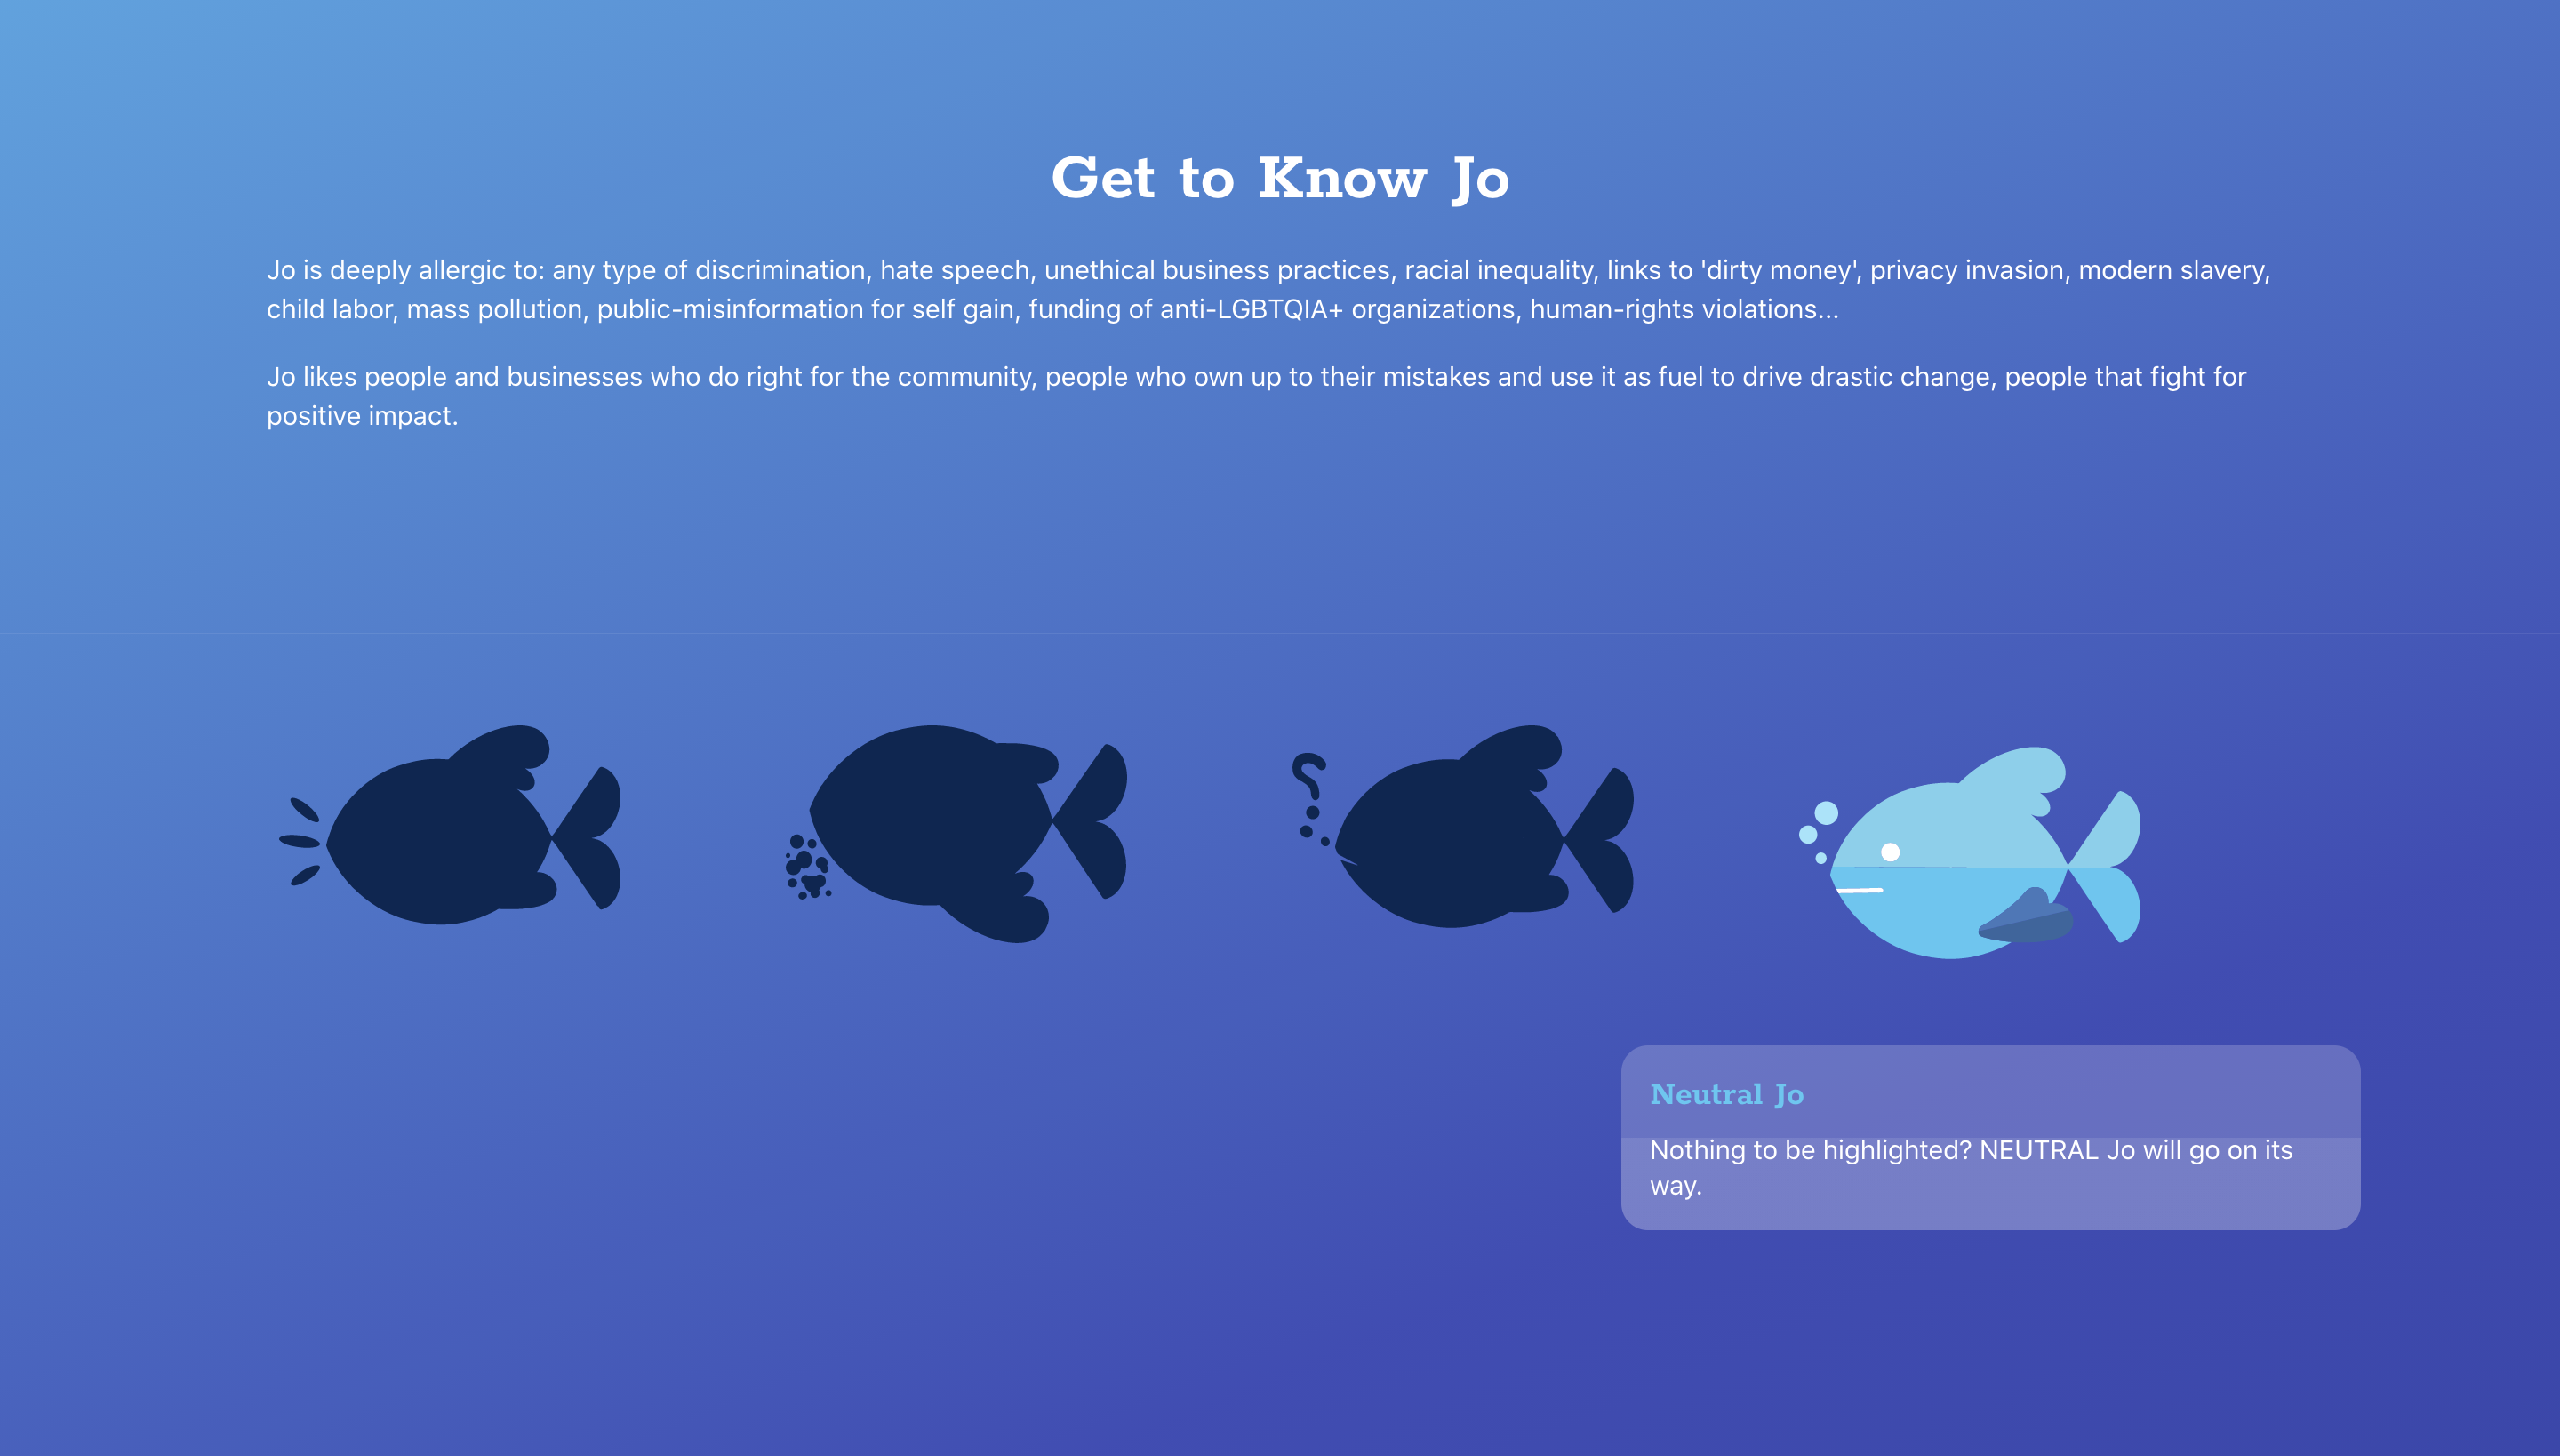 Get to Know Jo
Jo is deeply allergic to: any type of discrimination, hate speech, unethical business practices, racial inequality, links to 'dirty money', privacy invasion, modern slavery,
child labor, mass pollution, public-misinformation for self gain, funding of anti-LGBTQIA+ organizations, human-rights violations...
Jo likes people and businesses who do right for the community, people who own up to their mistakes and use it as fuel to drive drastic change, people that fight for
positive impact.
Neutral Jo
Nothing to be highlighted? NEUTRAL Jo will go on its
way.